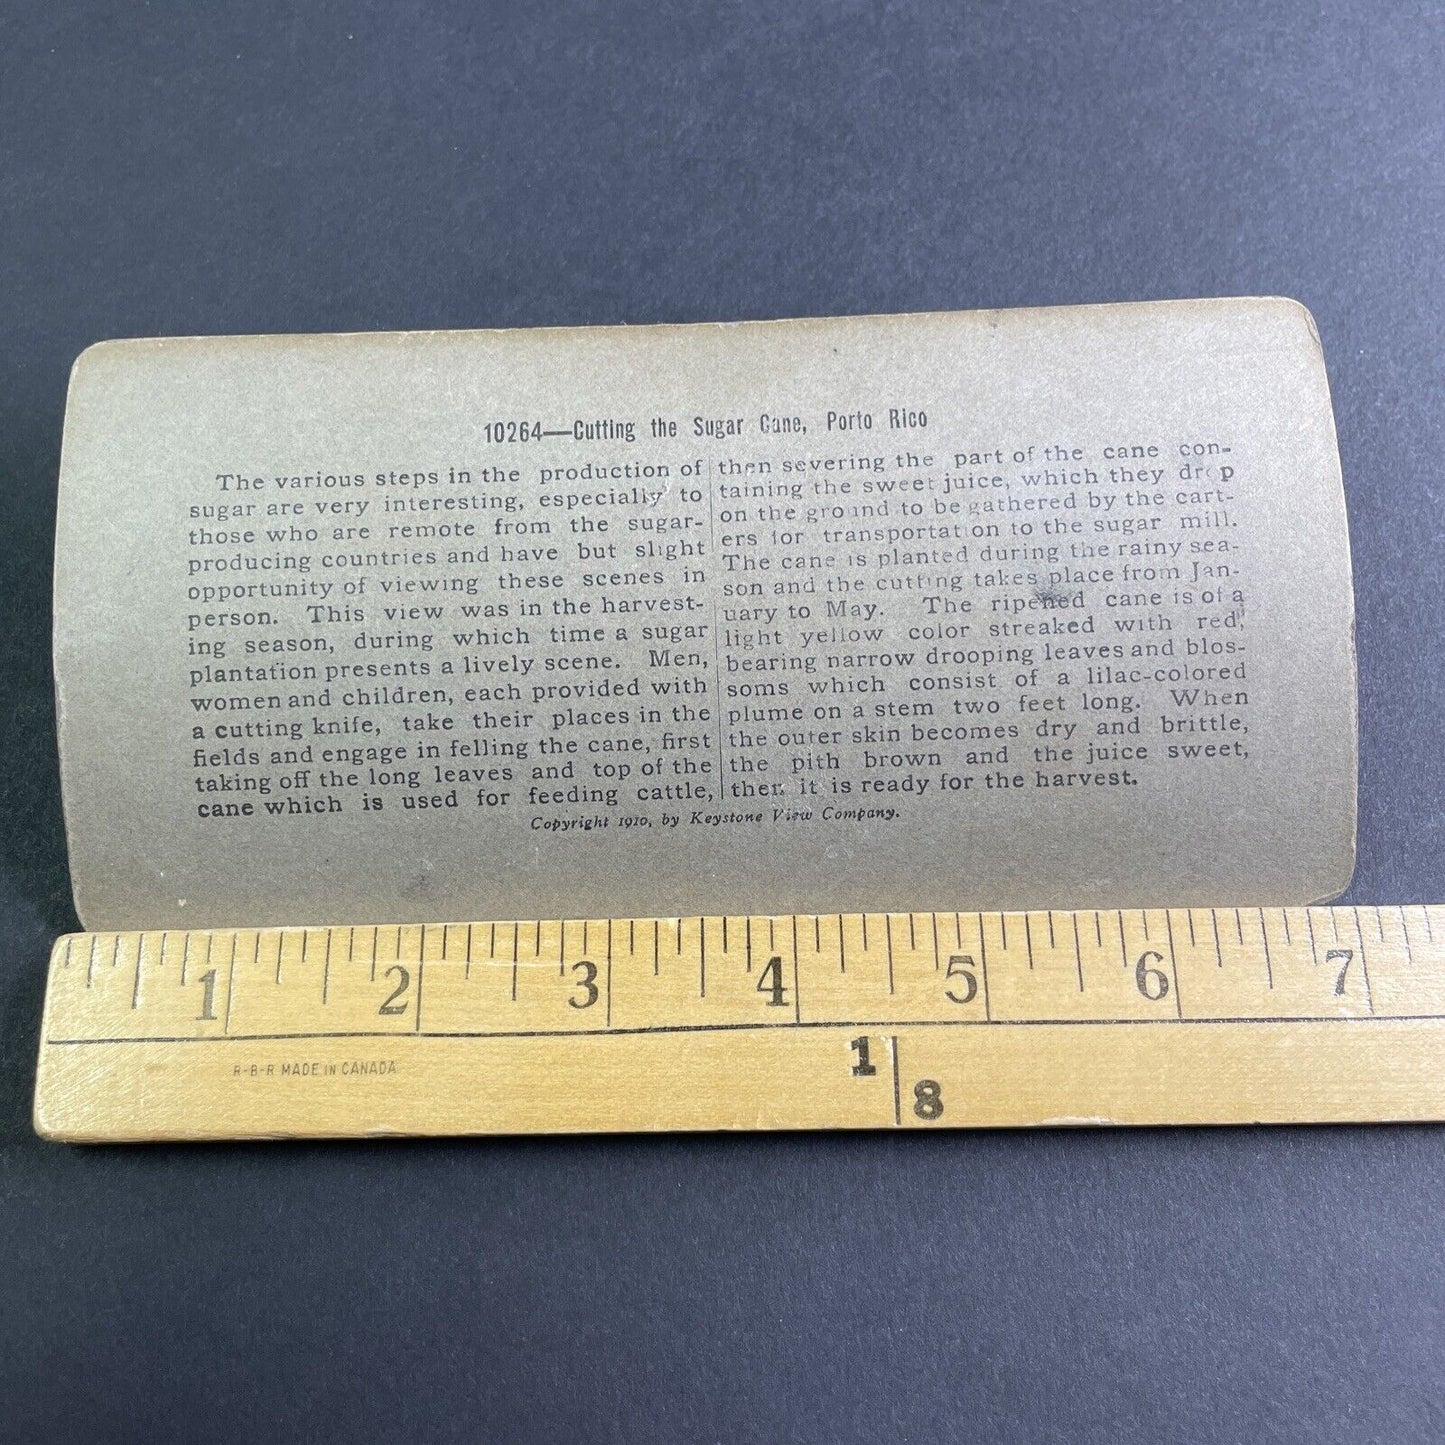 10264—Cutting the Sugar Cane, Porto Rico
The various steps in the production of
sugar are very interesting, especially to
those who are remote from the sugar-
producing countries and have but slight
opportunity of viewing these scenes in
person. This view was in the harvest-
ing season, during which time a sugar
plantation presents a lively scene. Men,
women and children, each provided with
a cutting knife, take their places in the
fields and engage in felling the cane, first
taking off the long leaves and top of the
cane which is used for feeding cattle,
then severing the part of the cane con-
taining the sweet juice, which they drop
on the ground to be gathered by the cart-
ers for transportation to the sugar mill.
The cane is planted during the rainy sea-
son and the cutting takes place from Jan-
uary to May. The ripened cane is of a
light yellow color streaked with red,
bearing narrow drooping leaves and blos-
soms which consist of a lilac-colored
plume on a stem two feet long. When
the outer skin becomes dry and brittle,
the pith brown and the juice sweet,
then it is ready for the harvest.
Copyright 1910, by Keystone View Company.
1 2 3 4 5 6 7
R-B-R MADE IN CANADA
1 8